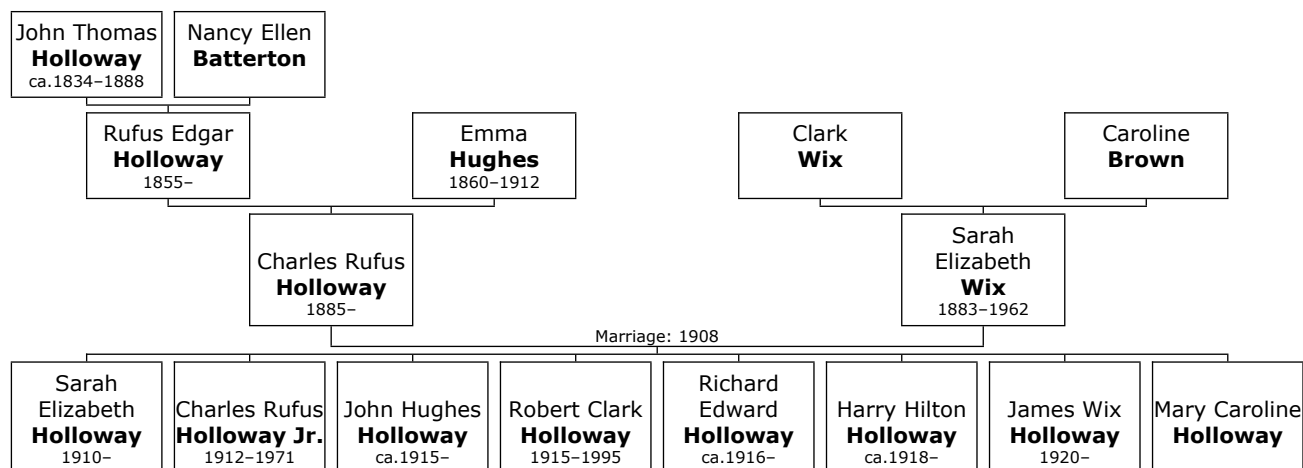 John Thomas
Holloway
ca.1834–1888
Nancy Ellen
Batterton
Rufus Edgar
Holloway
1855–
Emma
Hughes
1860–1912
Clark
Wix
Caroline
Brown
Charles Rufus
Holloway
1885–
Sarah
Elizabeth
Wix
1883–1962
Marriage: 1908
Sarah
Elizabeth
Holloway
1910–
Charles Rufus
Holloway Jr.
1912–1971
John Hughes
Holloway
ca.1915–
Robert Clark
Holloway
1915–1995
Richard
Edward
Holloway
ca.1916–
Harry Hilton
Holloway
ca.1918–
James Wix
Holloway
1920–
Mary Caroline
Holloway